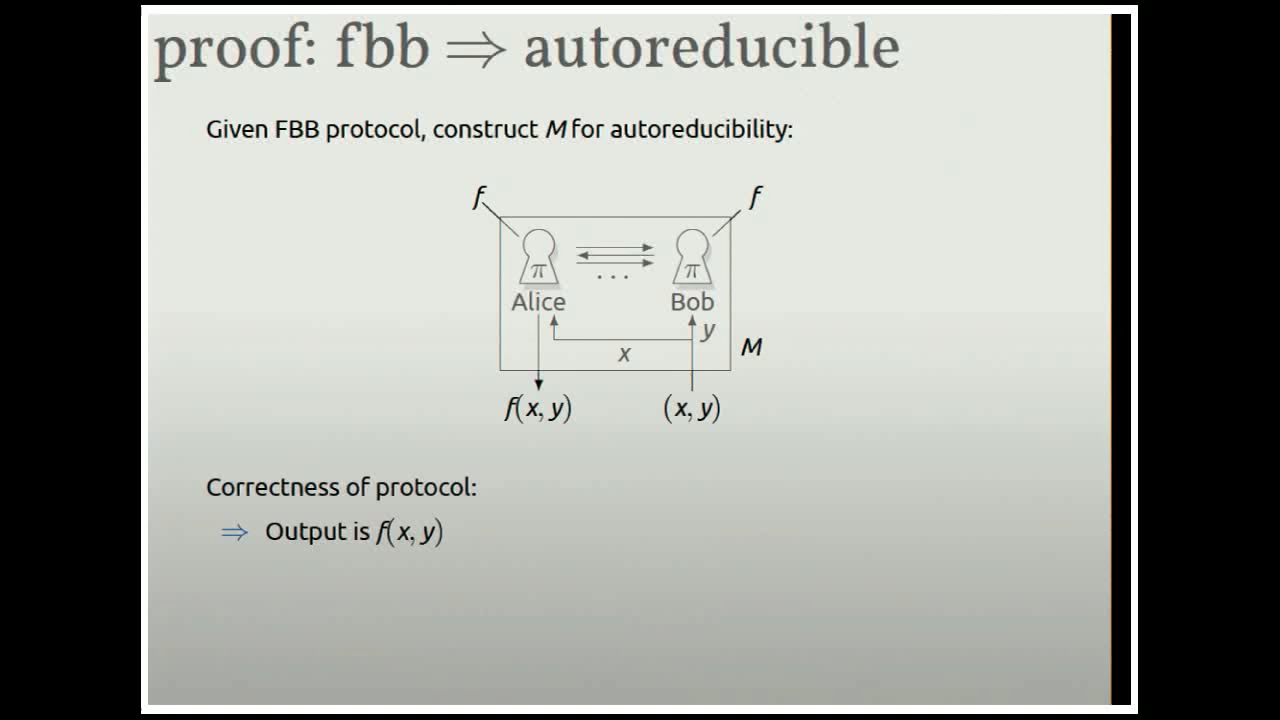 proof: fbb ⇒ autoreducible
Given FBB protocol, construct M for autoreducibility:
f f
π ... π
Alice Bob
y
x M
f(x, y) (x, y)
Correctness of protocol:
⇒ Output is f(x, y)